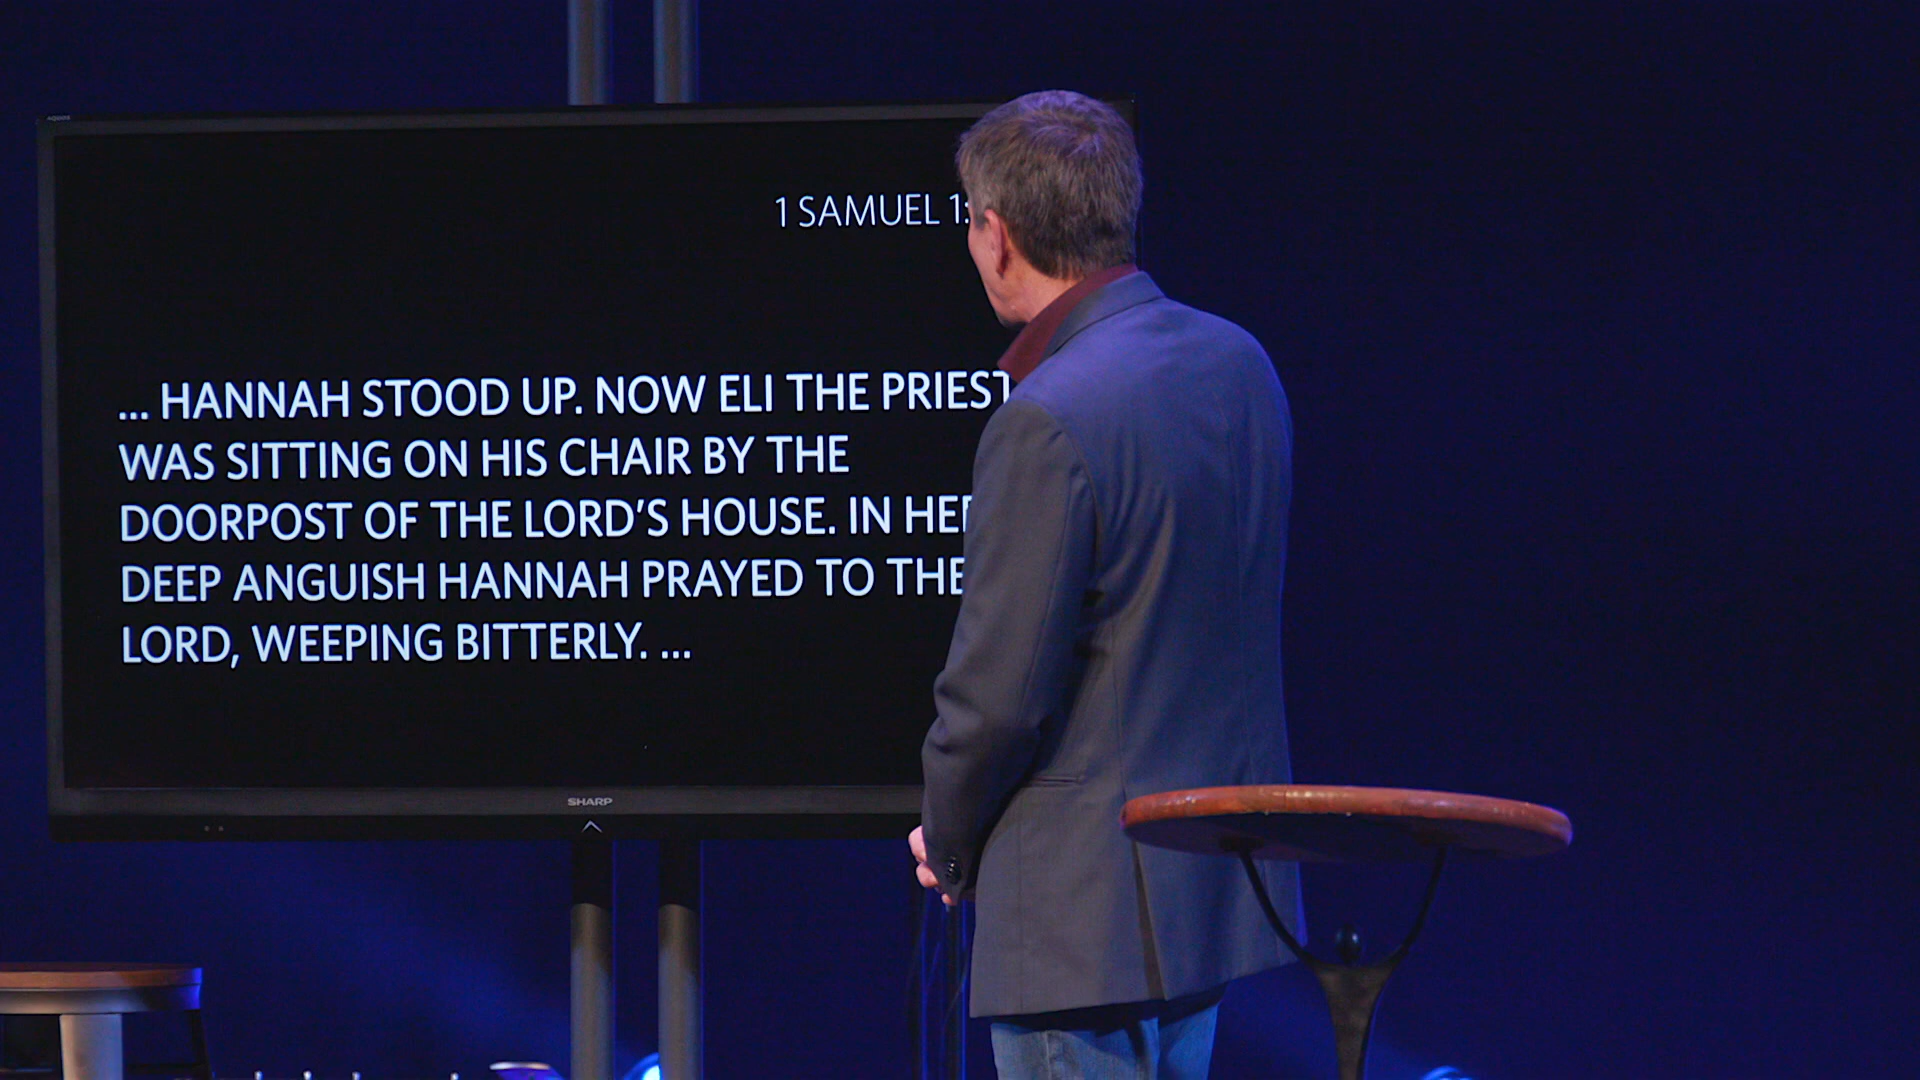 1 SAMUEL 1:
... HANNAH STOOD UP. NOW ELI THE PRIEST
WAS SITTING ON HIS CHAIR BY THE
DOORPOST OF THE LORD'S HOUSE. IN HER
DEEP ANGUISH HANNAH PRAYED TO THE
LORD, WEEPING BITTERLY. ...
SHARP